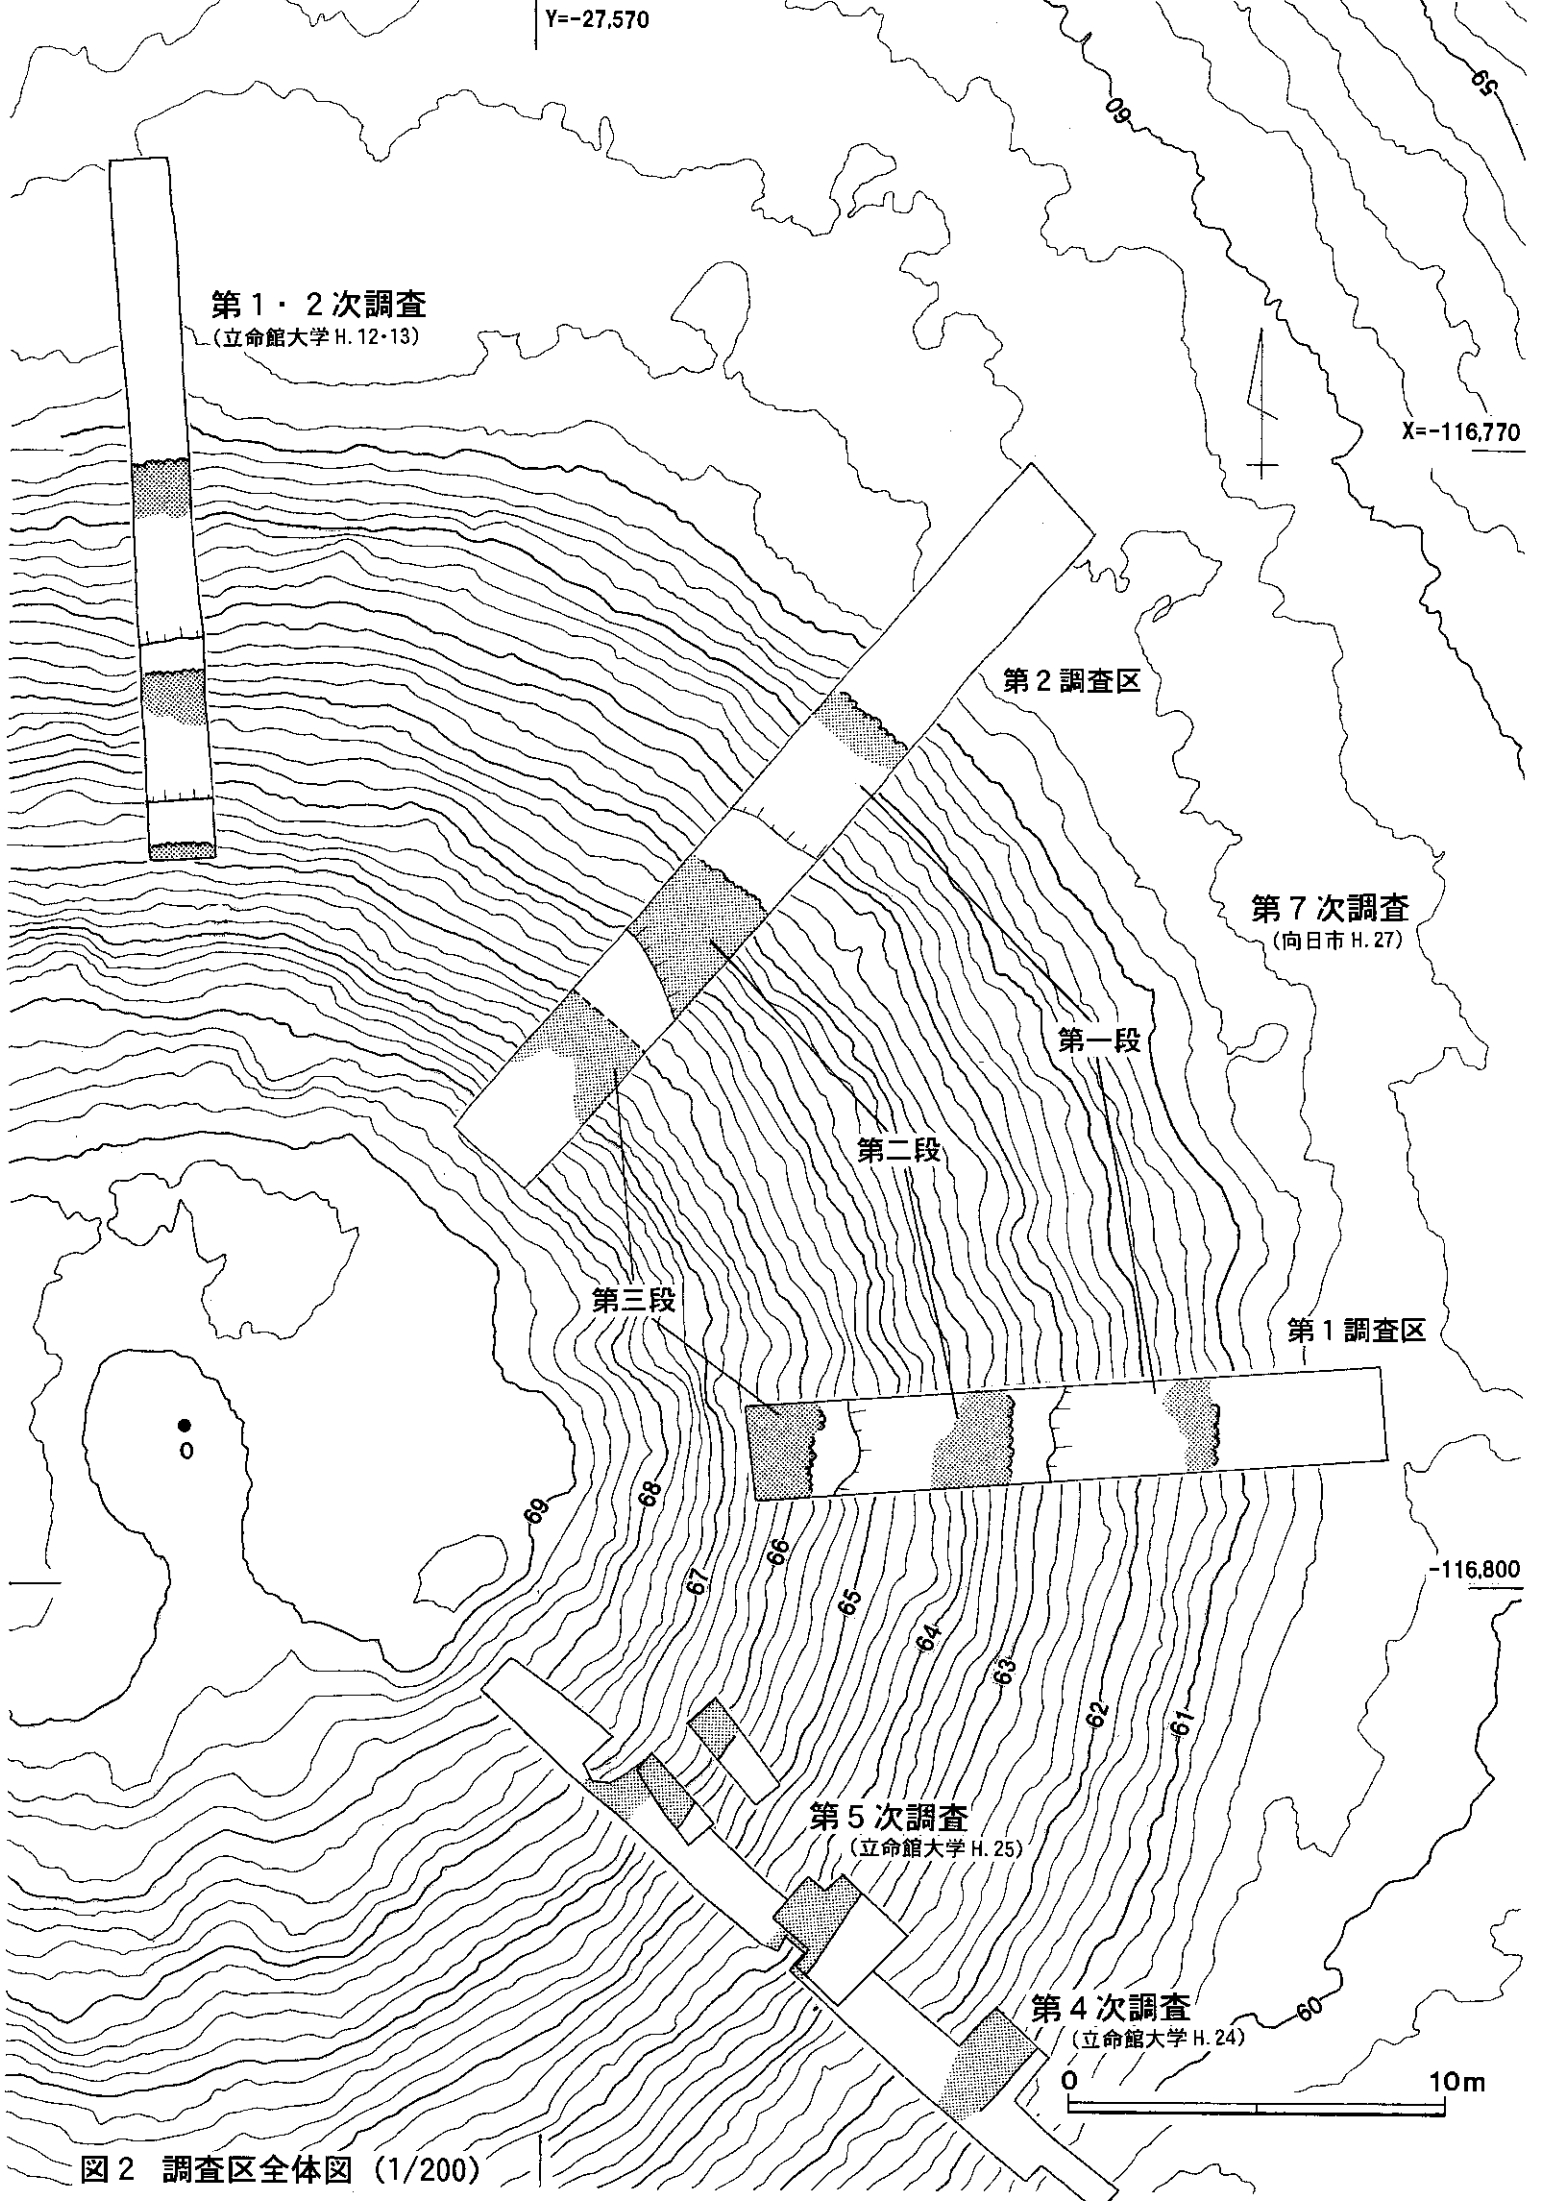 Y=-27,570
59
60
第1・2次調査
(立命館大学 H. 12・13)
X=-116,770
第2調査区
第7次調査
(向日市 H. 27)
第一段
第二段
第三段
第1調査区
0
69
68
67
66
65
64
63
62
61
-116,800
第5次調査
(立命館大学 H. 25)
第4次調査
(立命館大学 H. 24)
60
0 10m
図2 調査区全体図 (1/200)